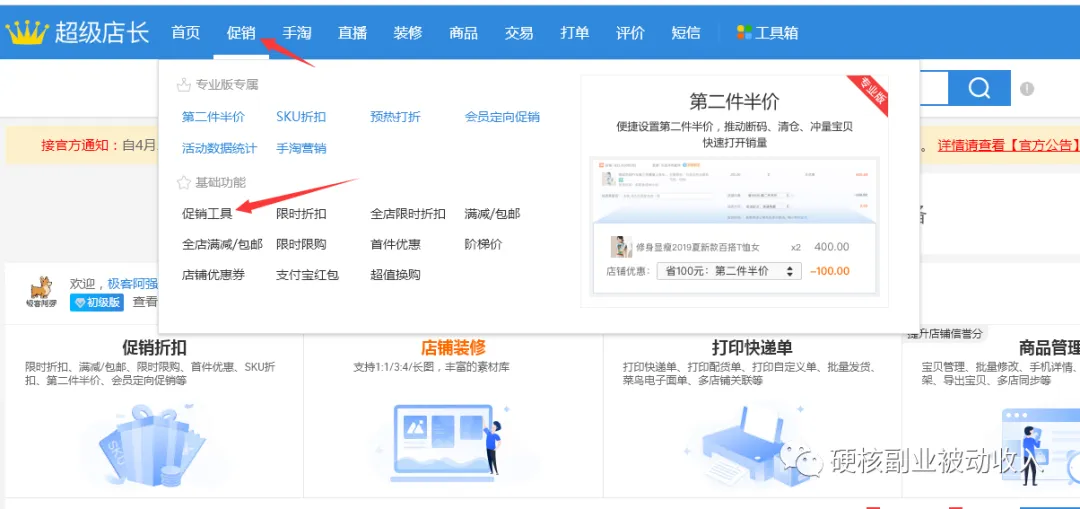 超级店长 首页 促销 手淘 直播 装修 商品 交易 打单 评价 短信 工具箱
专业版专属
第二件半价 SKU折扣 预热打折 会员定向促销
活动数据统计 手淘营销
基础功能
促销工具 限时折扣 全店限时折扣 满减/包邮
全店满减/包邮 限时限购 首件优惠 阶梯价
店铺优惠券 支付宝红包 超值换购
专业版
第二件半价
便捷设置第二件半价，推动断码、清仓、冲量宝贝
快速打开销量
修身显瘦2019夏新款百搭T恤女 x2 400.00
店铺优惠： 省100元：第二件半价 -100.00
接官方通知：自4月
。 详情请查看【官方公告】
欢迎，极客阿强
极客阿强
初级版 查看
提升店铺信誉分
促销折扣
限时折扣、满减/包邮、限时限购、首件优惠、SKU折
扣、第二件半价、会员定向促销等
SKU
店铺装修
支持1:1/3:4/长图，丰富的素材库
打印快递单
打印快递单、打印配货单、打印自定义单、批量发货、
菜鸟电子面单、多店铺关联等
商品管理
宝贝管理、批量修改、手机详情、
架、导出宝贝、多店同步等
硬核副业被动收入